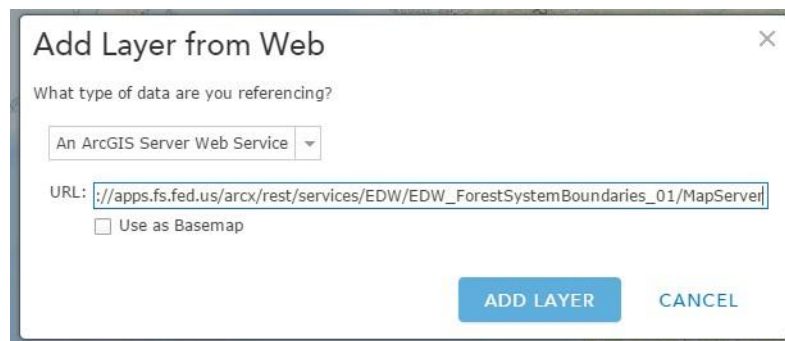 Add Layer from Web
What type of data are you referencing?
An ArcGIS Server Web Service
URL: ://apps.fs.fed.us/arcx/rest/services/EDW/EDW_ForestSystemBoundaries_01/MapServer
Use as Basemap
ADD LAYER CANCEL